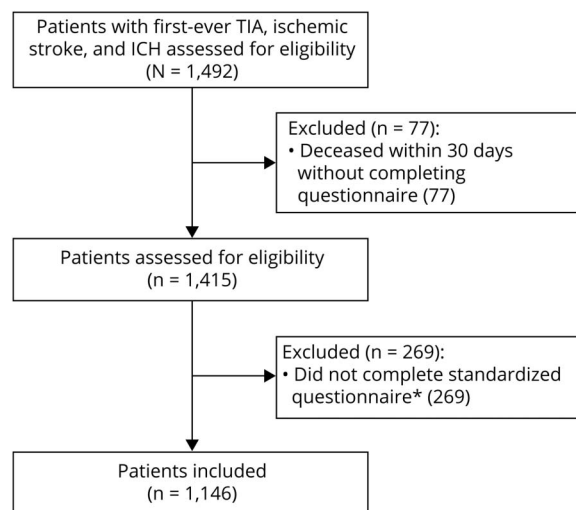 Patients with first-ever TIA, ischemic
stroke, and ICH assessed for eligibility
(N = 1,492)
Excluded (n = 77):
• Deceased within 30 days
without completing
questionnaire (77)
Patients assessed for eligibility
(n = 1,415)
Excluded (n = 269):
• Did not complete standardized
questionnaire* (269)
Patients included
(n = 1,146)